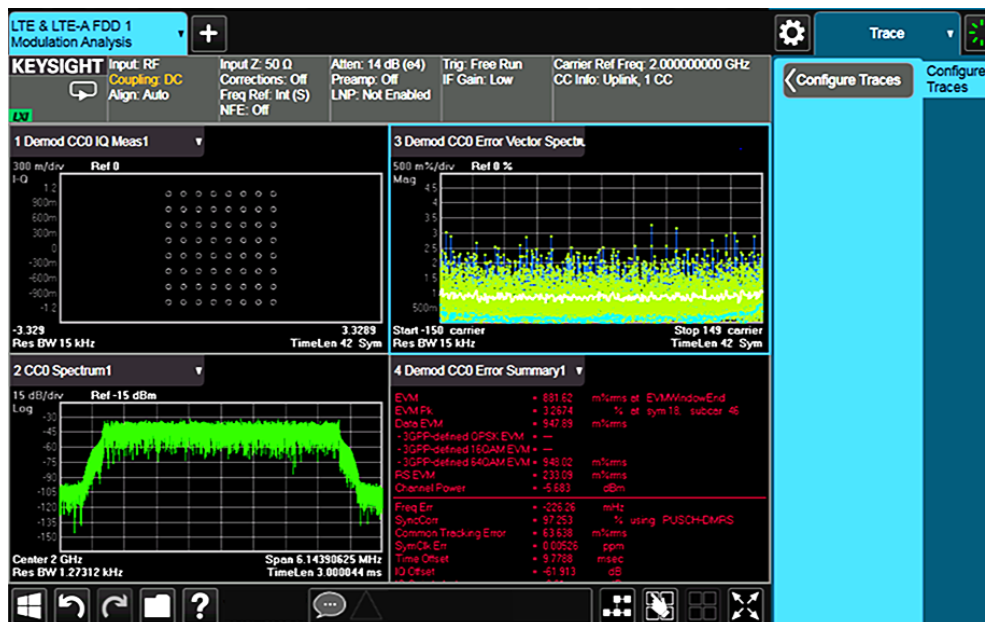 LTE & LTE-A FDD 1
Modulation Analysis
+
Trace
KEYSIGHT
Input: RF
Coupling: DC
Align: Auto
Input Z: 50 Ω
Corrections: Off
Freq Ref: Int (S)
NFE: Off
Atten: 14 dB (e4)
Preamp: Off
LNP: Not Enabled
Trig: Free Run
IF Gain: Low
Carrier Ref Freq: 2.000000000 GHz
CC Info: Uplink, 1 CC
LXI
Configure Traces
Configure
Traces
1 Demod CC0 IQ Meas1
300 m/div Ref 0
I-Q
1.2
900m
600m
300m
0
-300m
-600m
-900m
-1.2
-3.329 3.3289
Res BW 15 kHz TimeLen 42 Sym
3 Demod CC0 Error Vector Spectru
500 m%/div Ref 0 %
Mag
4.5
4
3.5
3
2.5
1.5
1
500m
Start -150 carrier Stop 149 carrier
Res BW 15 kHz TimeLen 42 Sym
2 CC0 Spectrum1
15 dB/div Ref -15 dBm
Log
-30
-45
-60
-75
-90
-105
-120
-135
-150
Center 2 GHz Span 6.14390625 MHz
Res BW 1.27312 kHz TimeLen 3.000044 ms
4 Demod CC0 Error Summary1
EVM = 881.62 m%rms at EVMWindowEnd
EVM Pk = 3.2674 % at sym 18, subcar 46
Data EVM = 947.89 m%rms
- 3GPP-defined QPSK EVM = ---
- 3GPP-defined 16QAM EVM = ---
- 3GPP-defined 64QAM EVM = 948.02 m%rms
RS EVM = 233.09 m%rms
Channel Power = -5.683 dBm
Freq Err = -226.26 mHz
SyncCorr = 97.253 % using PUSCH-DMRS
Common Tracking Error = 63.638 m%rms
SymClk Err = 0.00526 ppm
Time Offset = 9.7788 msec
IQ Offset = -61.913 dB
?